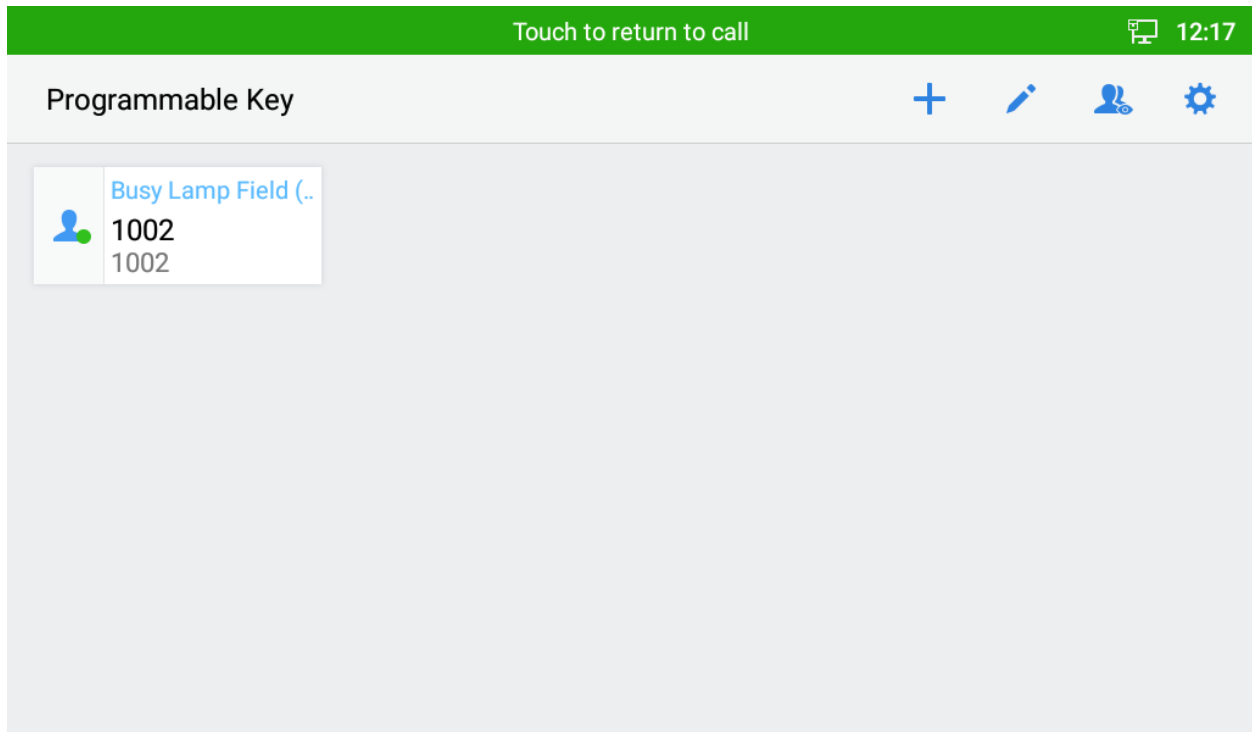 Touch to return to call
12:17
Programmable Key
Busy Lamp Field (..
1002
1002